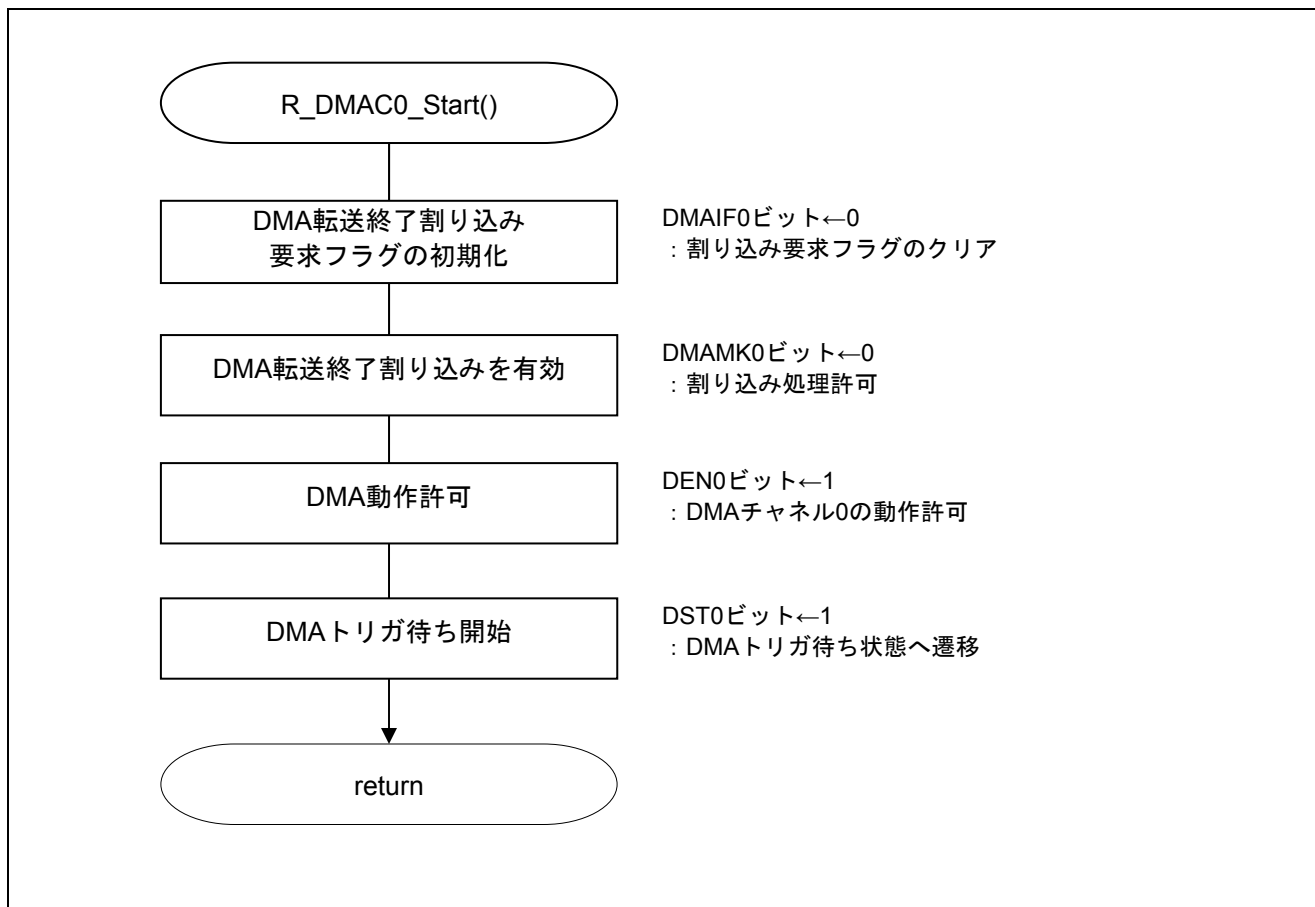 R_DMAC0_Start()
DMA転送終了割り込み
要求フラグの初期化
DMAIF0ビット←0
：割り込み要求フラグのクリア
DMA転送終了割り込みを有効
DMAMK0ビット←0
：割り込み処理許可
DMA動作許可
DEN0ビット←1
：DMAチャネル0の動作許可
DMAトリガ待ち開始
DST0ビット←1
：DMAトリガ待ち状態へ遷移
return